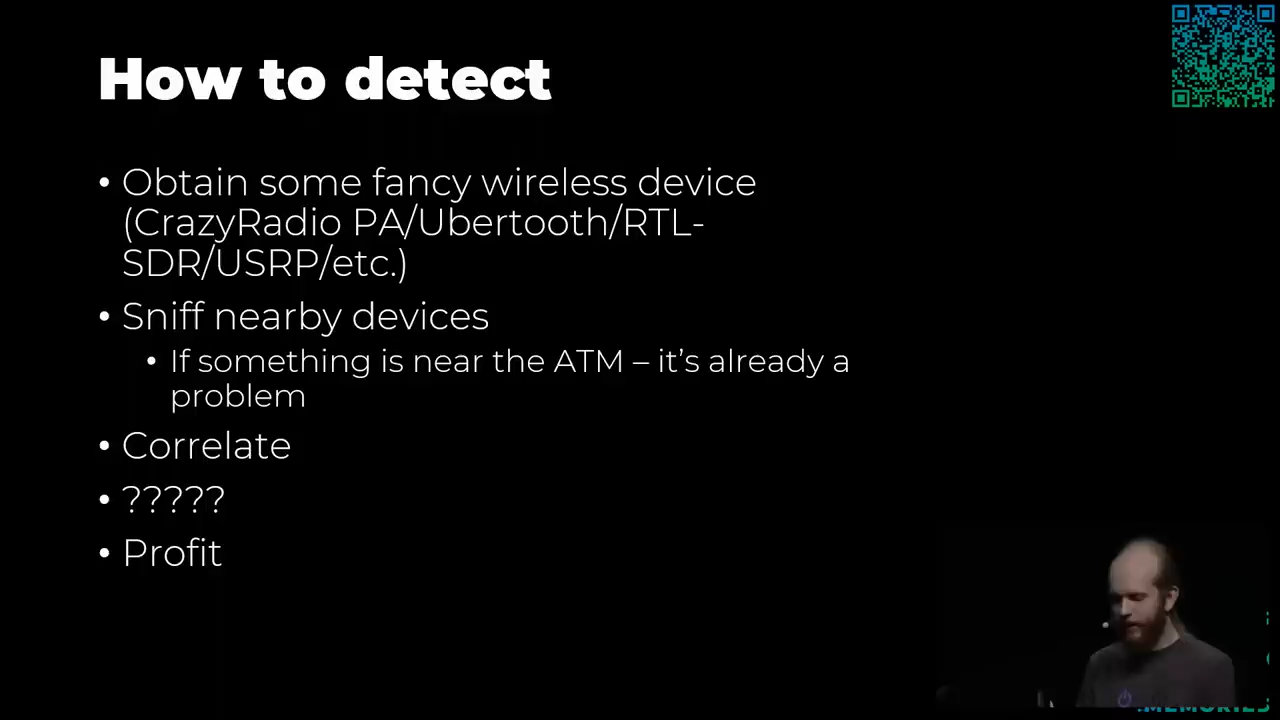 How to detect
• Obtain some fancy wireless device
(CrazyRadio PA/Ubertooth/RTL-
SDR/USRP/etc.)
• Sniff nearby devices
• If something is near the ATM – it's already a
problem
• Correlate
• ?????
• Profit
:MEMORIES